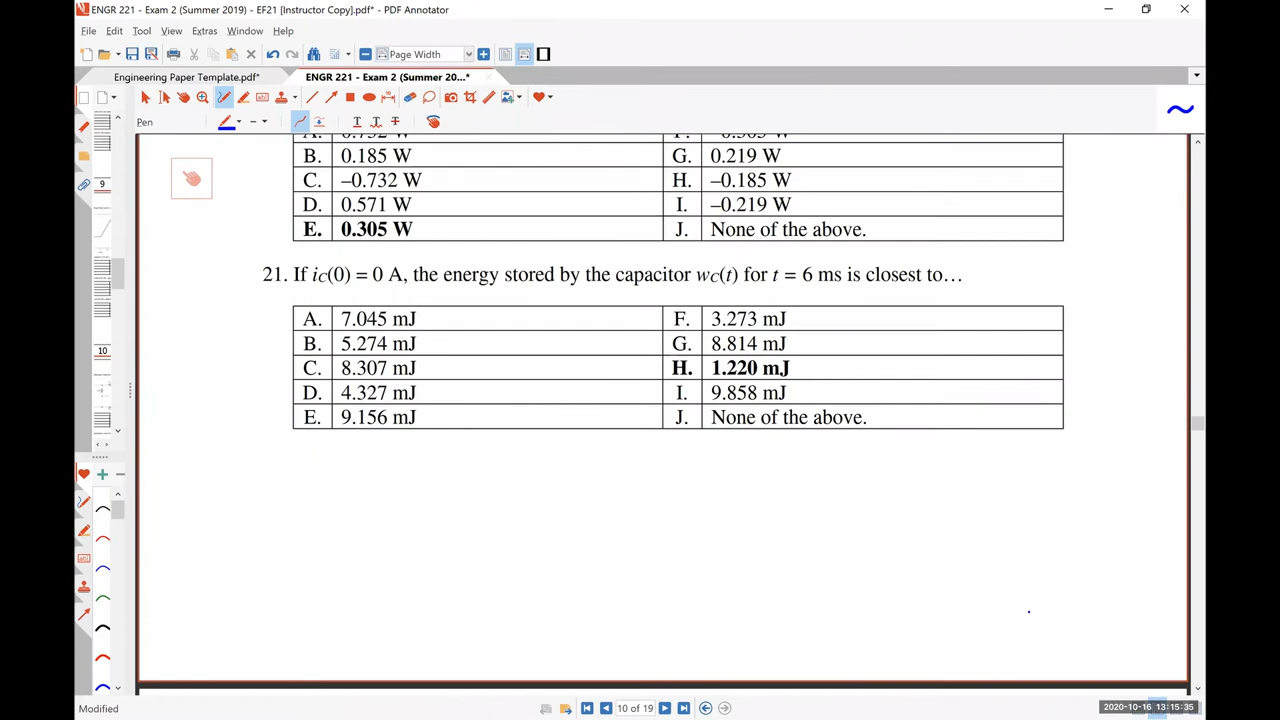 ENGR 221 - Exam 2 (Summer 2019) - EF21 [Instructor Copy].pdf* - PDF Annotator
File Edit Tool View Extras Window Help
Page Width
Engineering Paper Template.pdf* ENGR 221 - Exam 2 (Summer 20...*
Pen
B. 0.185 W G. 0.219 W
C. –0.732 W H. –0.185 W
D. 0.571 W I. –0.219 W
E. 0.305 W J. None of the above.
21. If iC(0) = 0 A, the energy stored by the capacitor wC(t) for t = 6 ms is closest to…
A. 7.045 mJ F. 3.273 mJ
B. 5.274 mJ G. 8.814 mJ
C. 8.307 mJ H. 1.220 mJ
D. 4.327 mJ I. 9.858 mJ
E. 9.156 mJ J. None of the above.
9
10
Modified
10 of 19
2020-10-16 13:15:35